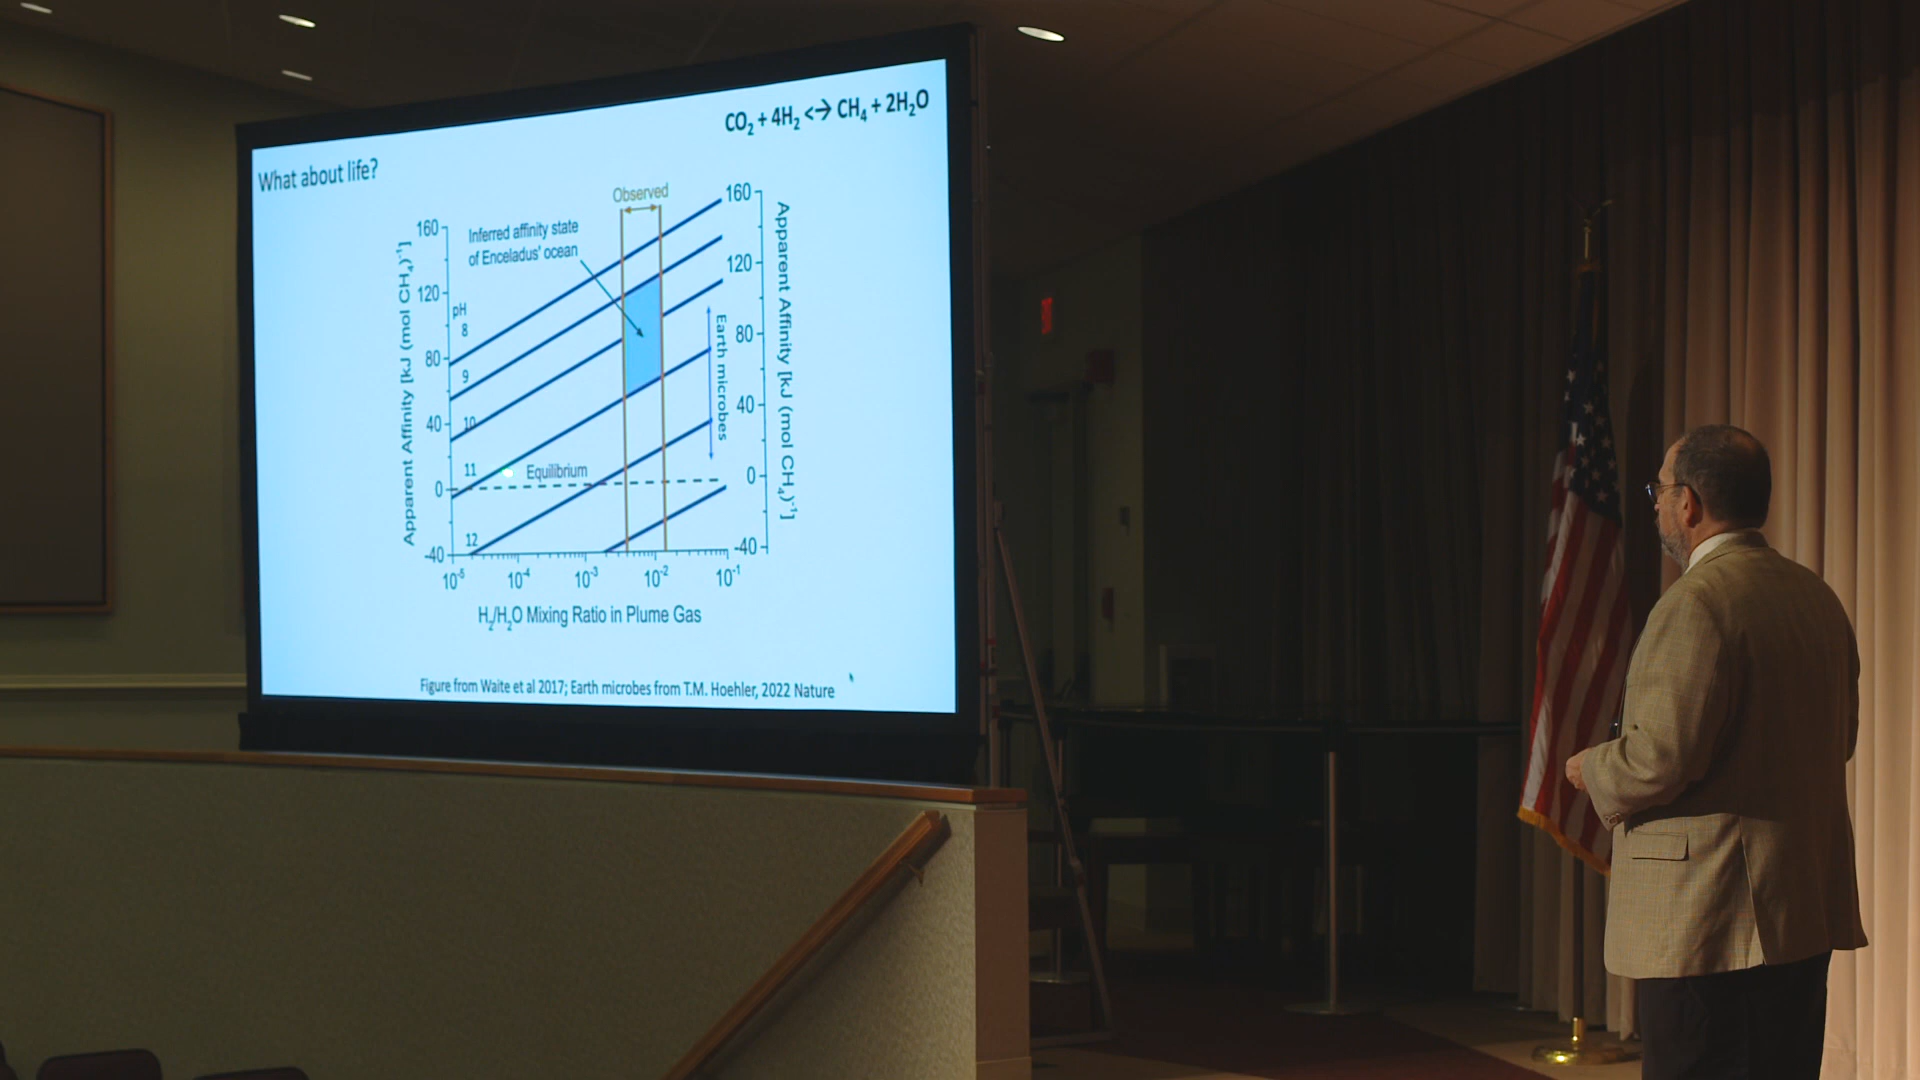 CO₂ + 4H₂ <-> CH₄ + 2H₂O
What about life?
Observed
Inferred affinity state
of Enceladus' ocean
Apparent Affinity [kJ (mol CH₄)⁻¹]
160
120
80
40
0
-40
pH
8
9
10
11
12
Equilibrium
Earth microbes
160
120
80
40
0
-40
Apparent Affinity [kJ (mol CH₄)⁻¹]
10⁻⁵
10⁻⁴
10⁻³
10⁻²
10⁻¹
H₂/H₂O Mixing Ratio in Plume Gas
Figure from Waite et al 2017; Earth microbes from T.M. Hoehler, 2022 Nature